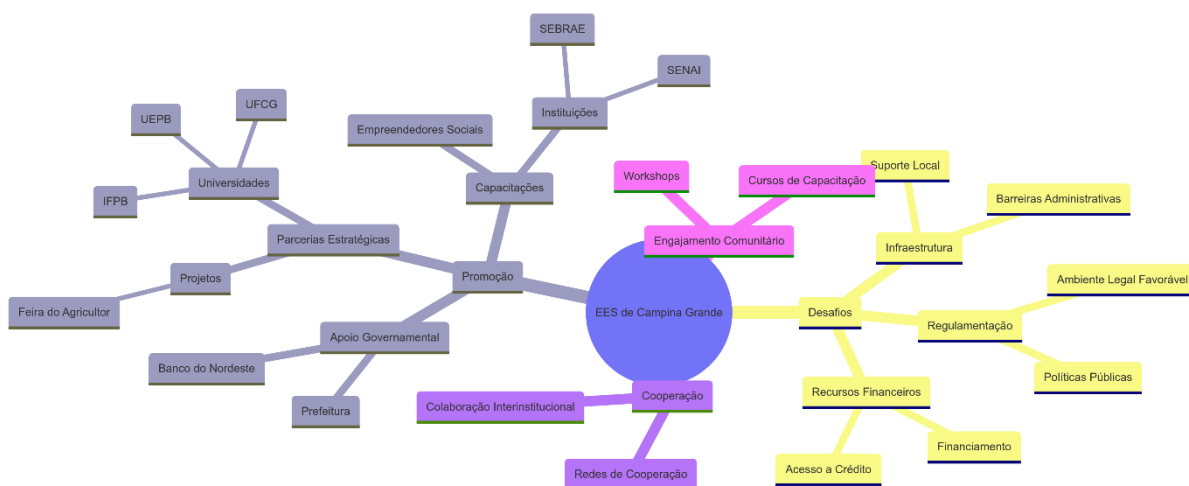 SEBRAE
SENAI
UFCG
UEPB
Instituições
Empreendedores Sociais
Suporte Local
Workshops
Cursos de Capacitação
Universidades
Capacitações
IFPB
Barreiras Administrativas
Parcerias Estratégicas
Engajamento Comunitário
Infraestrutura
Projetos
Promoção
Ambiente Legal Favorável
Feira do Agricultor
EES de Campina Grande
Desafios
Regulamentação
Apoio Governamental
Banco do Nordeste
Políticas Públicas
Cooperação
Recursos Financeiros
Colaboração Interinstitucional
Prefeitura
Financiamento
Redes de Cooperação
Acesso a Crédito